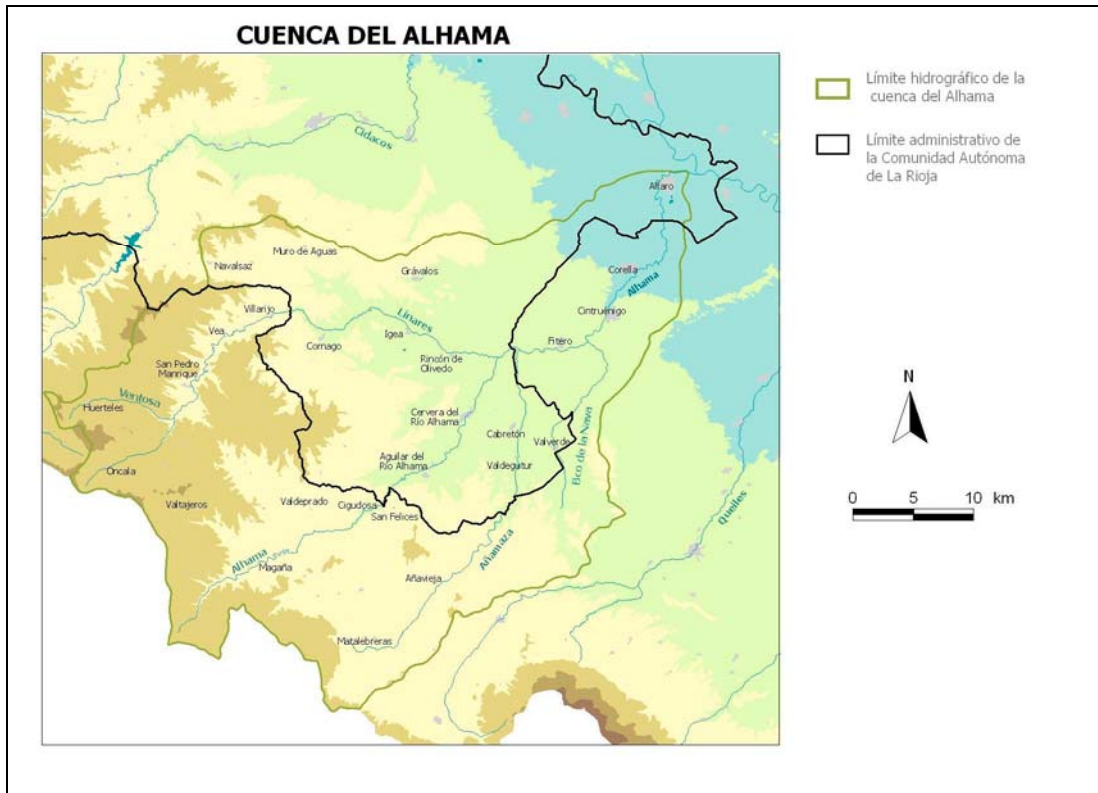 CUENCA DEL ALHAMA
Límite hidrográfico de la
cuenca del Alhama
Límite administrativo de
la Comunidad Autónoma
de La Rioja
Cidacos
Alfaro
Navalsaz
Muro de Aguas
Grávalos
Corella
Alhama
Cintruénigo
Villarijo
Linares
Vea
Cornago
Igea
Fitero
Rincón de
Olivedo
San Pedro
Manrique
Ventosa
Huerteles
Cervera del
Río Alhama
Cabretón
Valverde
Bco de la Nava
Aguilar del
Río Alhama
Valdeguitur
Oncala
Valtajeros
Valdeprado
Cigudosa
San Felices
Queiles
Añamaza
Alhama
Magaña
Añavieja
Matalebreras
N
0 5 10 km